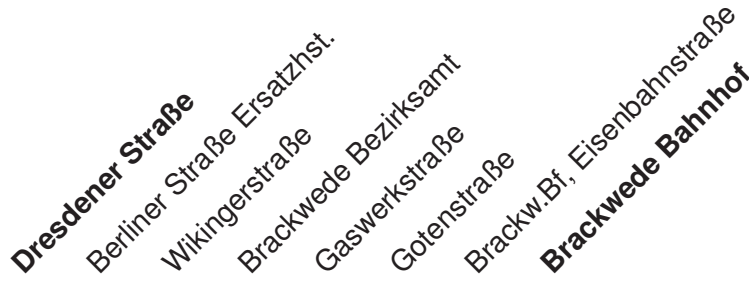 Dresdener Straße
Berliner Straße Ersatzhst.
Wikingerstraße
Brackwede Bezirksamt
Gaswerkstraße
Gotenstraße
Brackw.Bf, Eisenbahnstraße
Brackwede Bahnhof